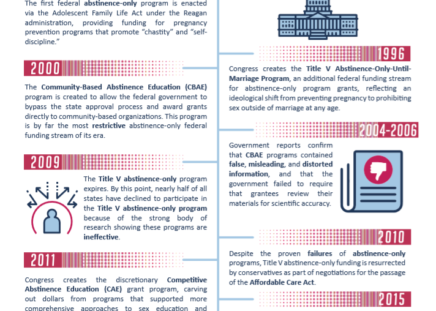 The first federal abstinence-only program is enacted
via the Adolescent Family Life Act under the Reagan
administration, providing funding for pregnancy
prevention programs that promote "chastity" and "self-
discipline."
1996
Congress creates the Title V Abstinence-Only-Until-
Marriage Program, an additional federal funding stream
for abstinence-only program grants, reflecting an
ideological shift from preventing pregnancy to prohibiting
sex outside of marriage at any age.
2000
The Community-Based Abstinence Education (CBAE)
program is created to allow the federal government to
bypass the state approval process and award grants
directly to community-based organizations. This program
is by far the most restrictive abstinence-only federal
funding stream of its era.
2004-2006
Government reports confirm
that CBAE programs contained
false, misleading, and distorted
information, and that the
government failed to require
that grantees review their
materials for scientific accuracy.
2009
The Title V abstinence-only program
expires. By this point, nearly half of all
states have declined to participate in
the Title V abstinence-only program
because of the strong body of
research showing these programs are
ineffective.
2010
Despite the proven failures of abstinence-only
programs, Title V abstinence-only funding is resurrected
by conservatives as part of negotiations for the passage
of the Affordable Care Act.
2011
Congress creates the discretionary Competitive
Abstinence Education (CAE) grant program, carving
out dollars from programs that supported more
comprehensive approaches to sex education and
2015